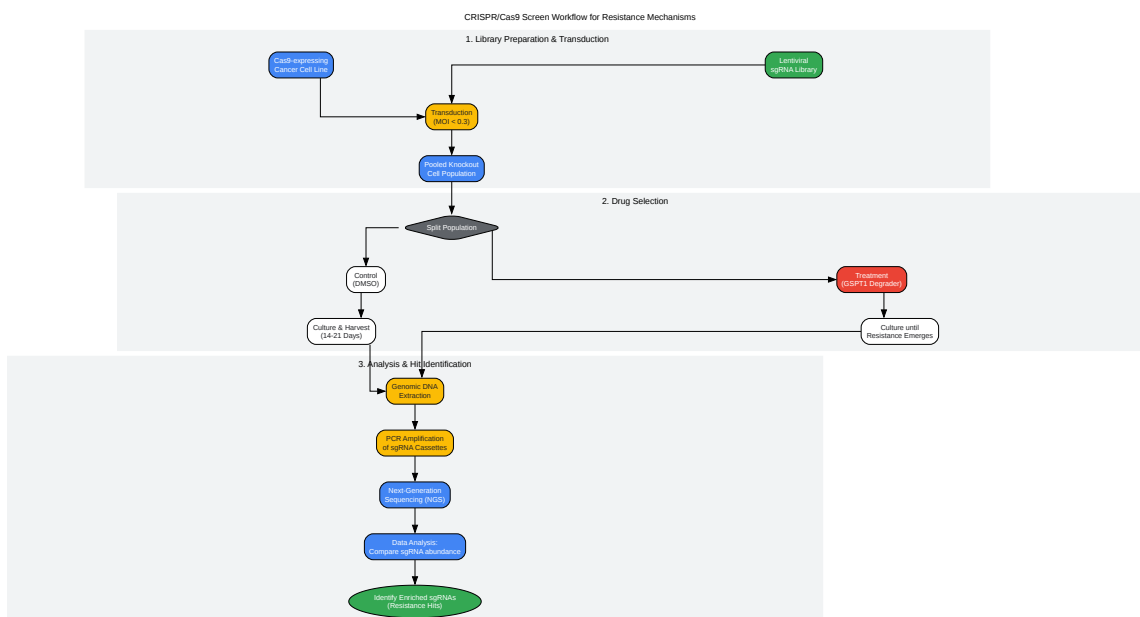 CRISPR/Cas9 Screen Workflow for Resistance Mechanisms
1. Library Preparation & Transduction
Cas9-expressing
Cancer Cell Line
Lentiviral
sgRNA Library
Transduction
(MOI < 0.3)
Pooled Knockout
Cell Population
2. Drug Selection
Split Population
Control
(DMSO)
Treatment
(GSPT1 Degrader)
Culture & Harvest
(14-21 Days)
Culture until
Resistance Emerges
3. Analysis & Hit Identification
Genomic DNA
Extraction
PCR Amplification
of sgRNA Cassettes
Next-Generation
Sequencing (NGS)
Data Analysis:
Compare sgRNA abundance
Identify Enriched sgRNAs
(Resistance Hits)